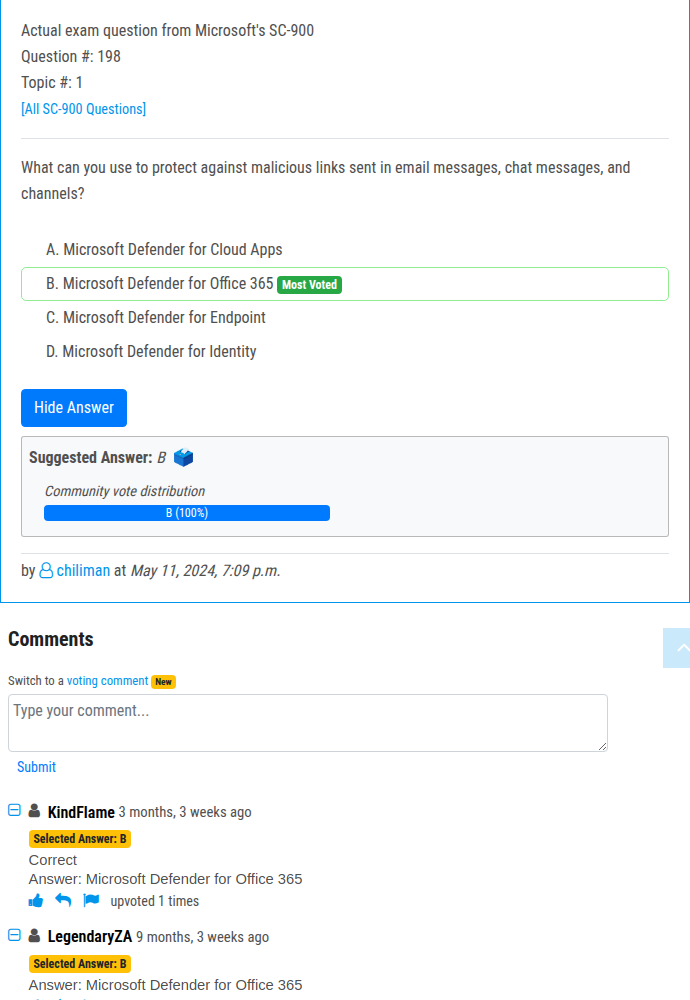 Actual exam question from Microsoft's SC-900
Question #: 198
Topic #: 1
[All SC-900 Questions]
What can you use to protect against malicious links sent in email messages, chat messages, and
channels?
A. Microsoft Defender for Cloud Apps
B. Microsoft Defender for Office 365 Most Voted
C. Microsoft Defender for Endpoint
D. Microsoft Defender for Identity
Hide Answer
Suggested Answer: B
Community vote distribution
B (100%)
by chiliman at May 11, 2024, 7:09 p.m.
Comments
Switch to a voting comment New
Type your comment...
Submit
KindFlame 3 months, 3 weeks ago
Selected Answer: B
Correct
Answer: Microsoft Defender for Office 365
upvoted 1 times
LegendaryZA 9 months, 3 weeks ago
Selected Answer: B
Answer: Microsoft Defender for Office 365